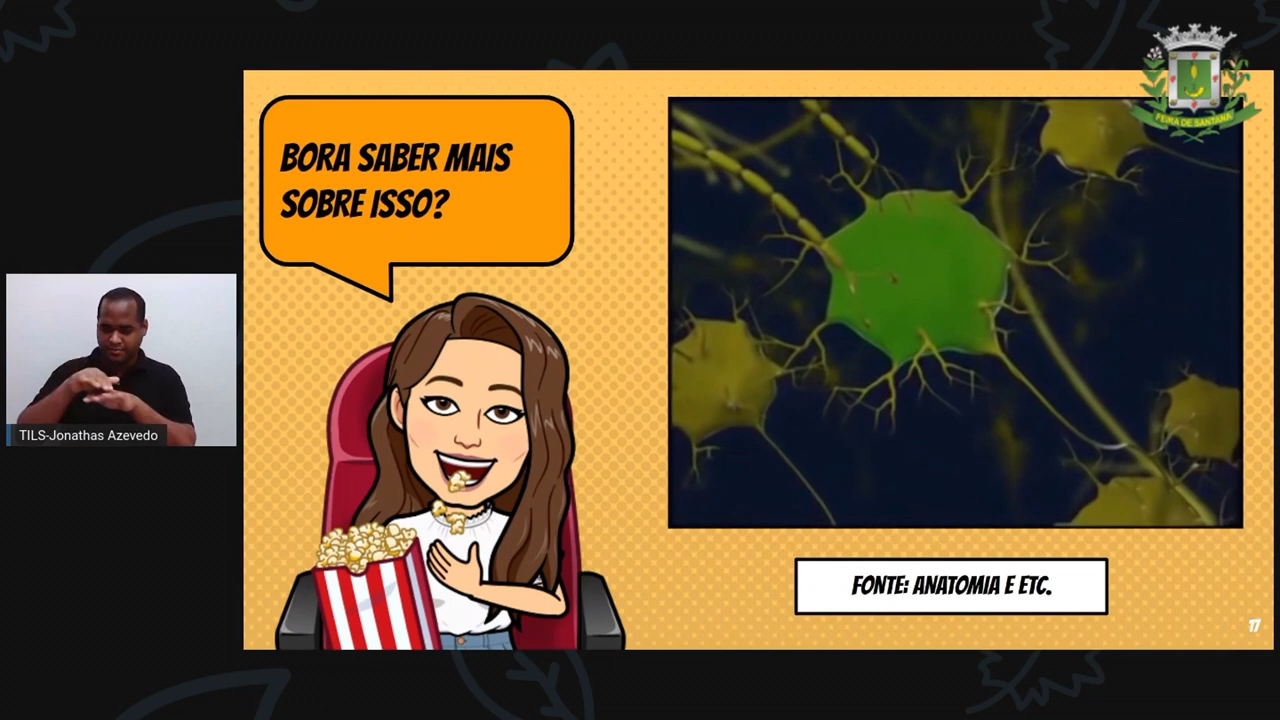 FEIRA DE SANTANA
BORA SABER MAIS
SOBRE ISSO?
TILS-Jonathas Azevedo
FONTE: ANATOMIA E ETC.
17